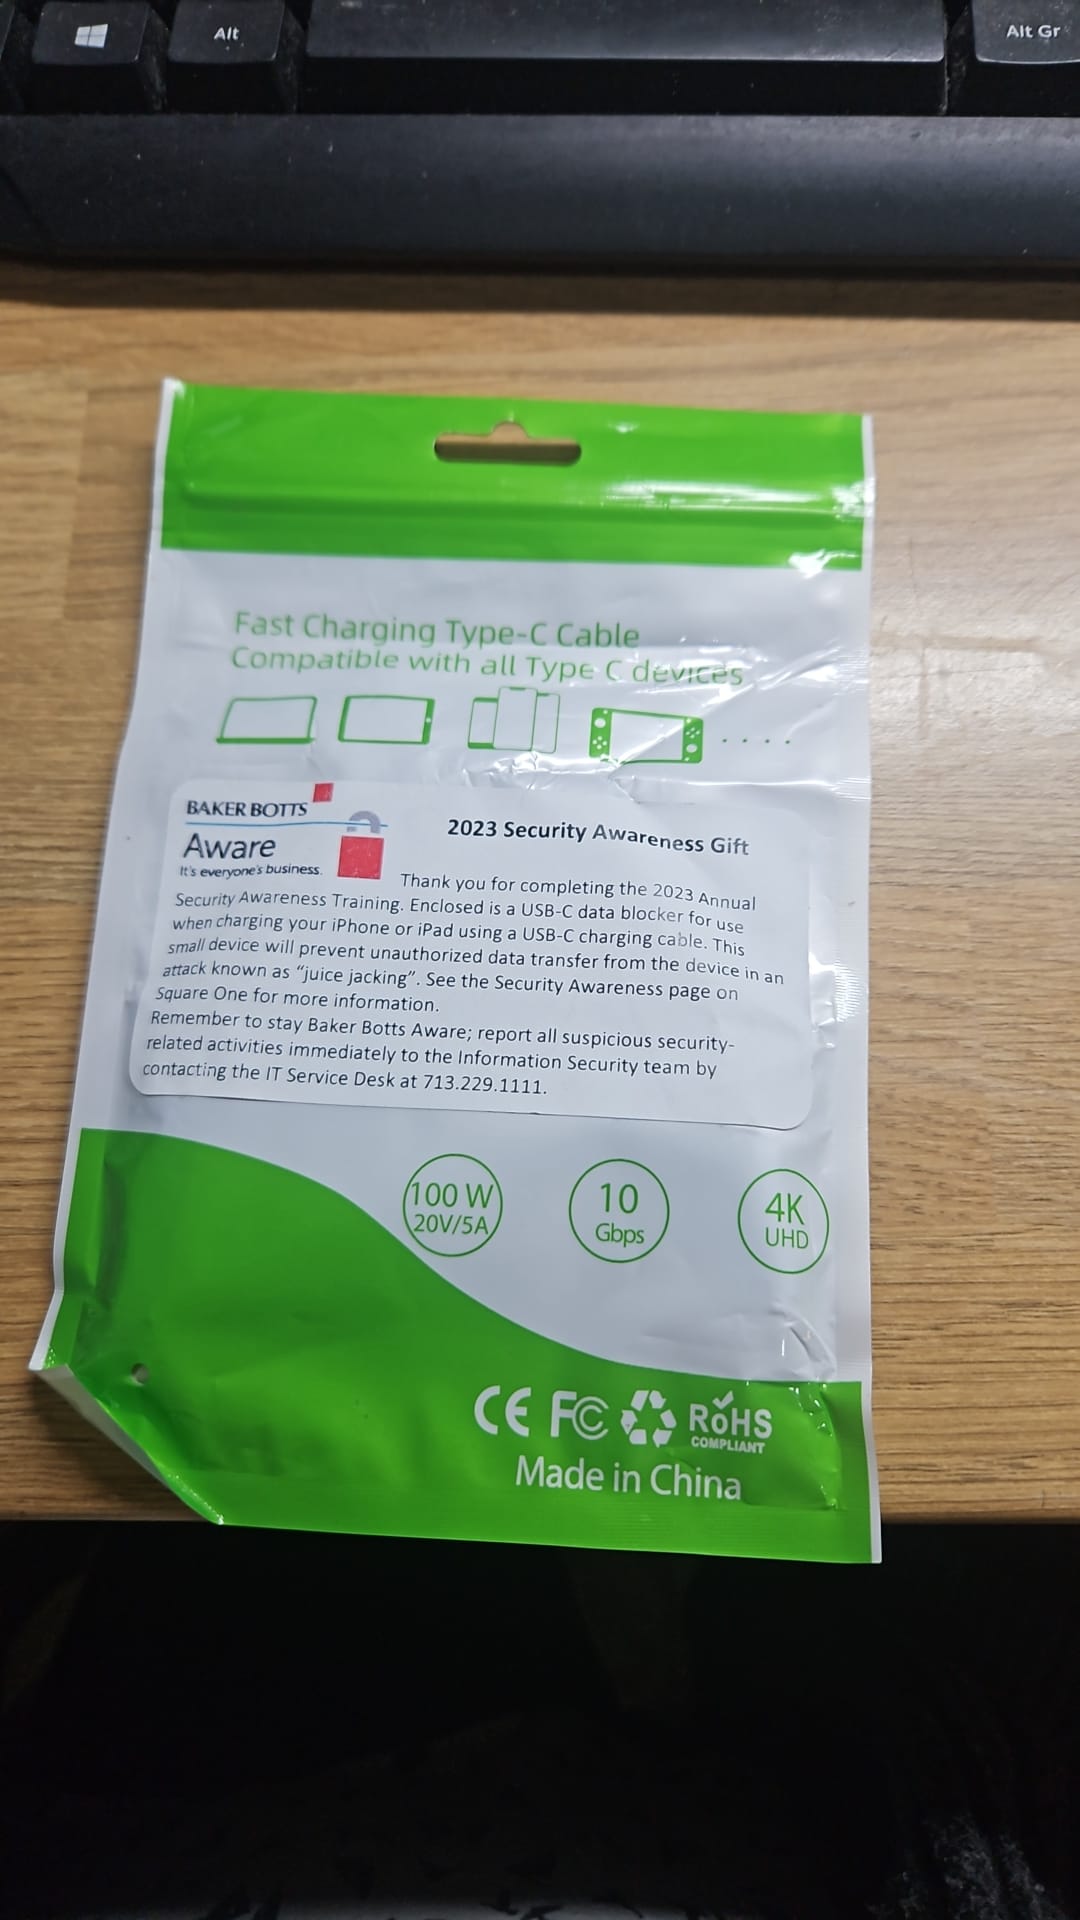 Alt
Alt Gr
Fast Charging Type-C Cable
Compatible with all Type C devices
BAKER BOTTS
Aware
It's everyone's business.
2023 Security Awareness Gift
Thank you for completing the 2023 Annual
Security Awareness Training. Enclosed is a USB-C data blocker for use
when charging your iPhone or iPad using a USB-C charging cable. This
small device will prevent unauthorized data transfer from the device in an
attack known as “juice jacking”. See the Security Awareness page on
Square One for more information.
Remember to stay Baker Botts Aware; report all suspicious security-
related activities immediately to the Information Security team by
contacting the IT Service Desk at 713.229.1111.
100 W
20V/5A
10
Gbps
4K
UHD
CE FC RoHS
COMPLIANT
Made in China